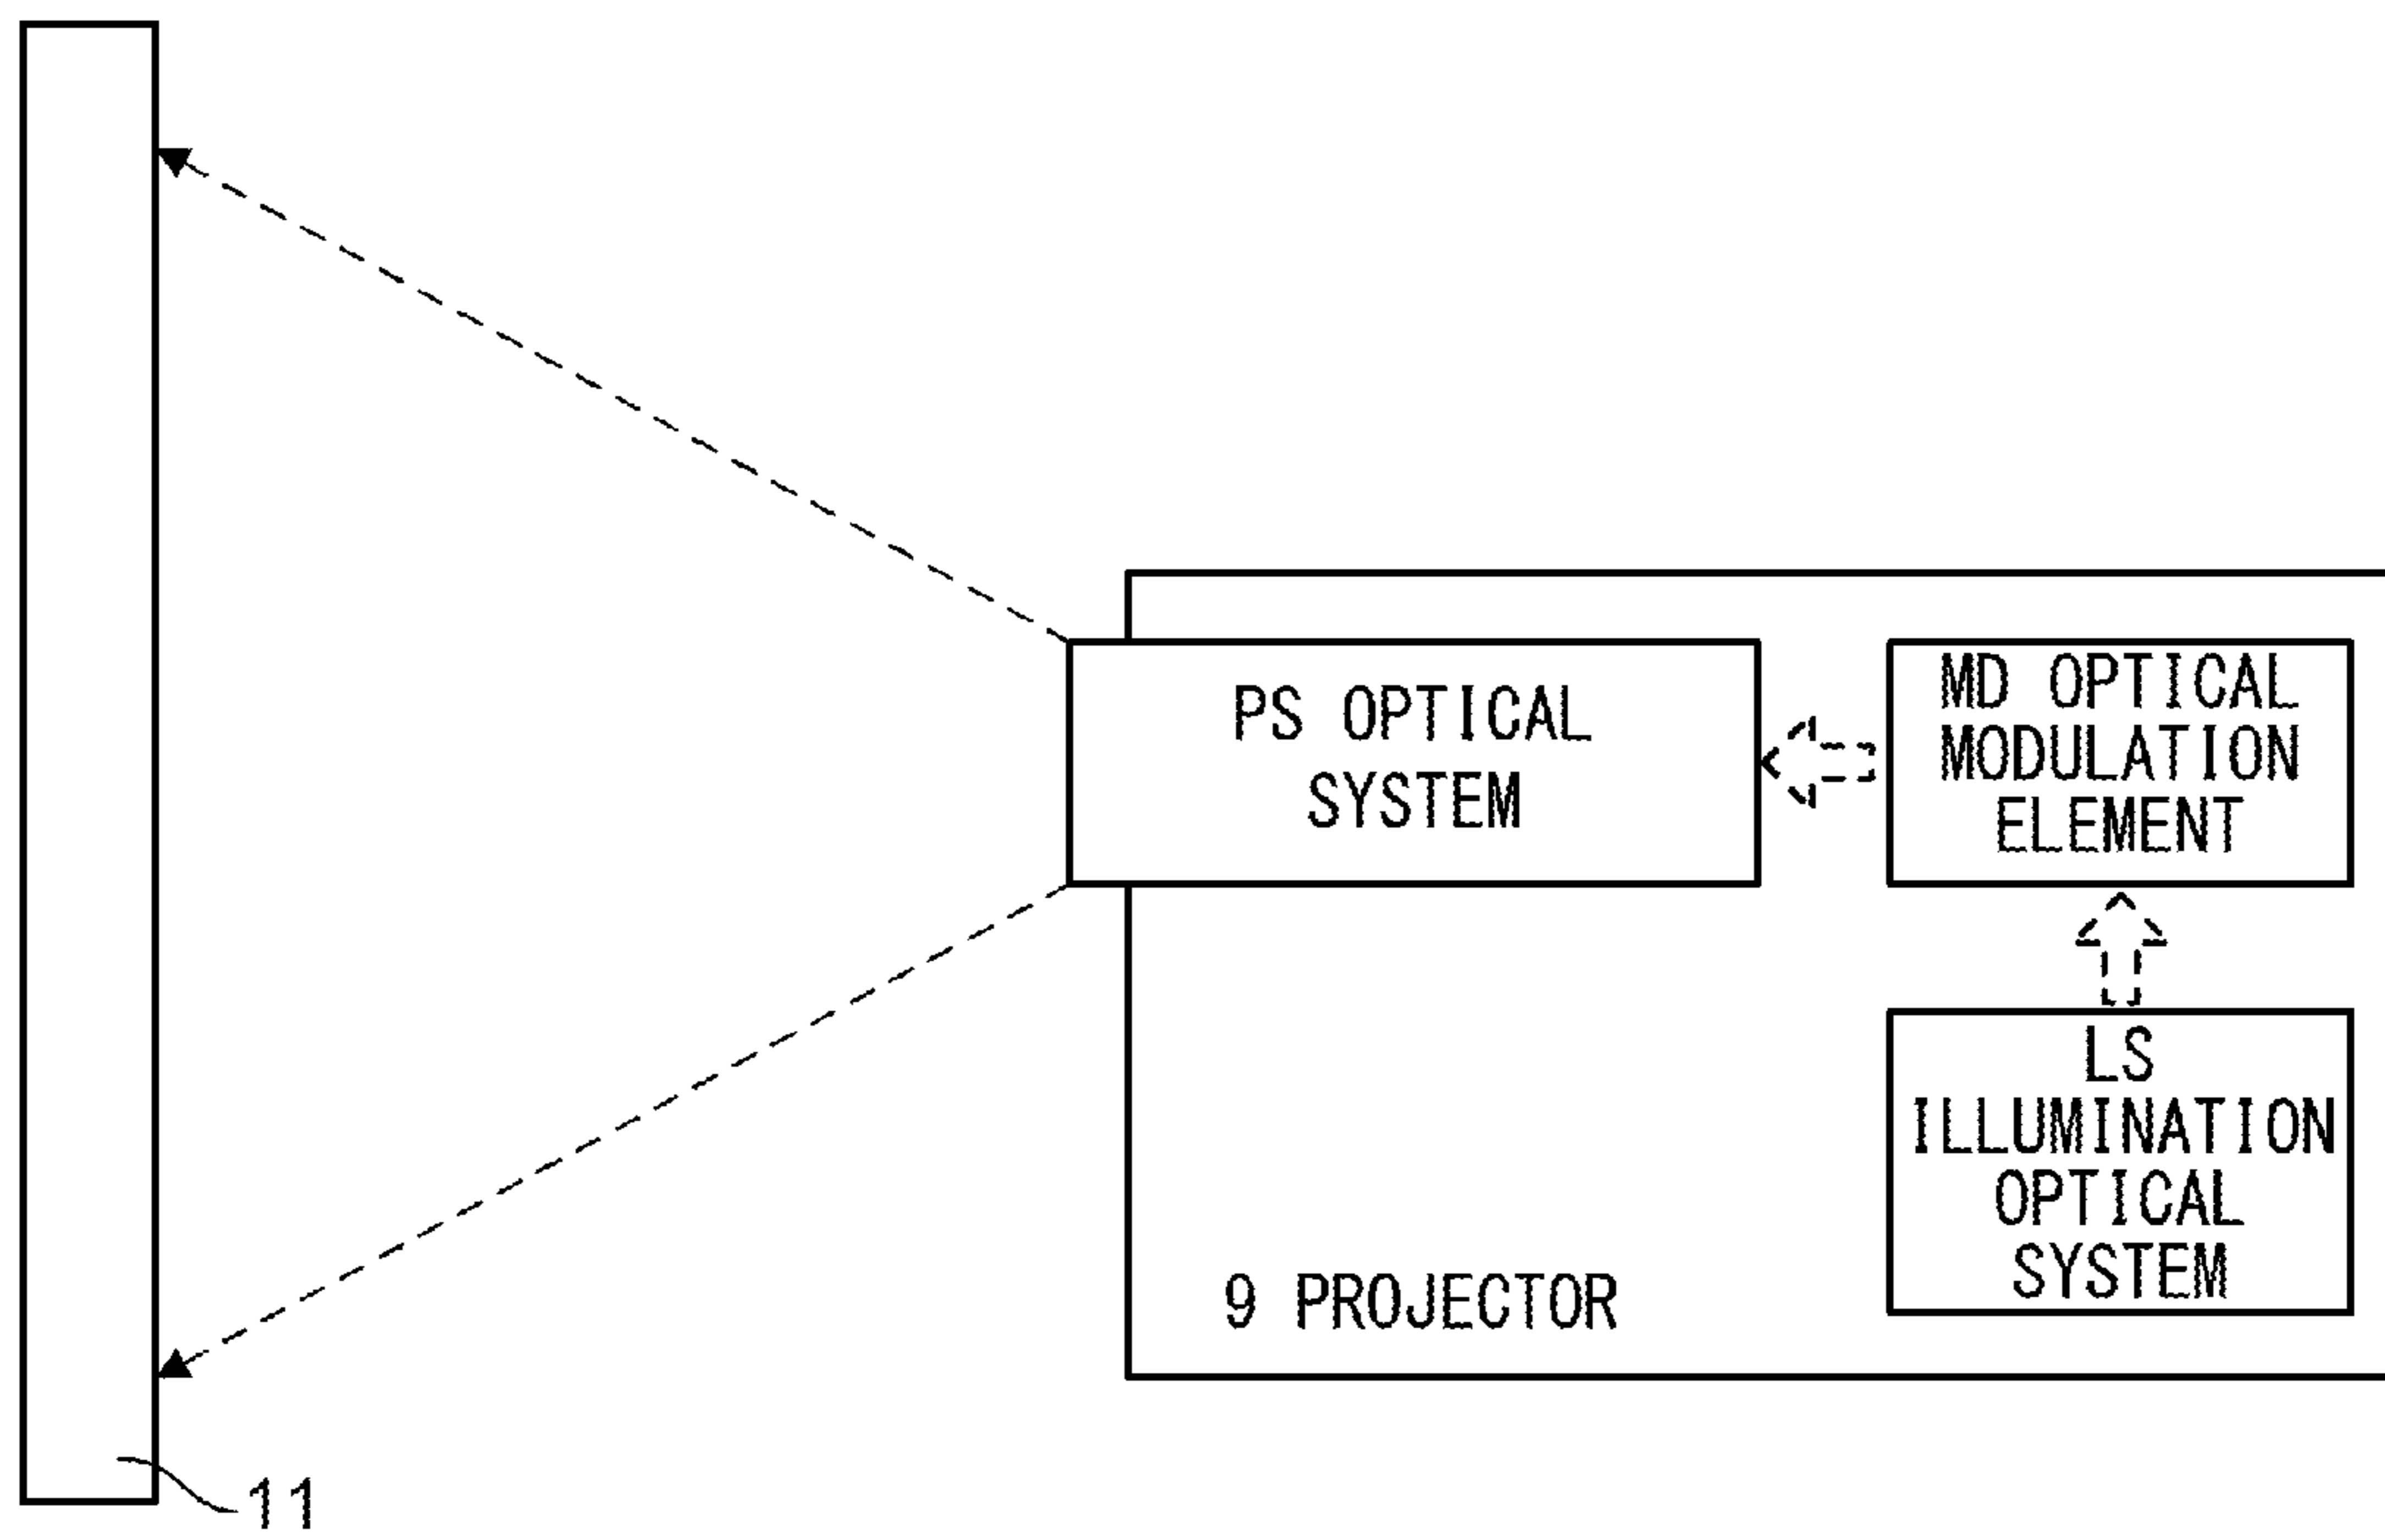 PS OPTICAL
SYSTEM
MD OPTICAL
MODULATION
ELEMENT
LS
ILLUMINATION
OPTICAL
SYSTEM
9 PROJECTOR
11